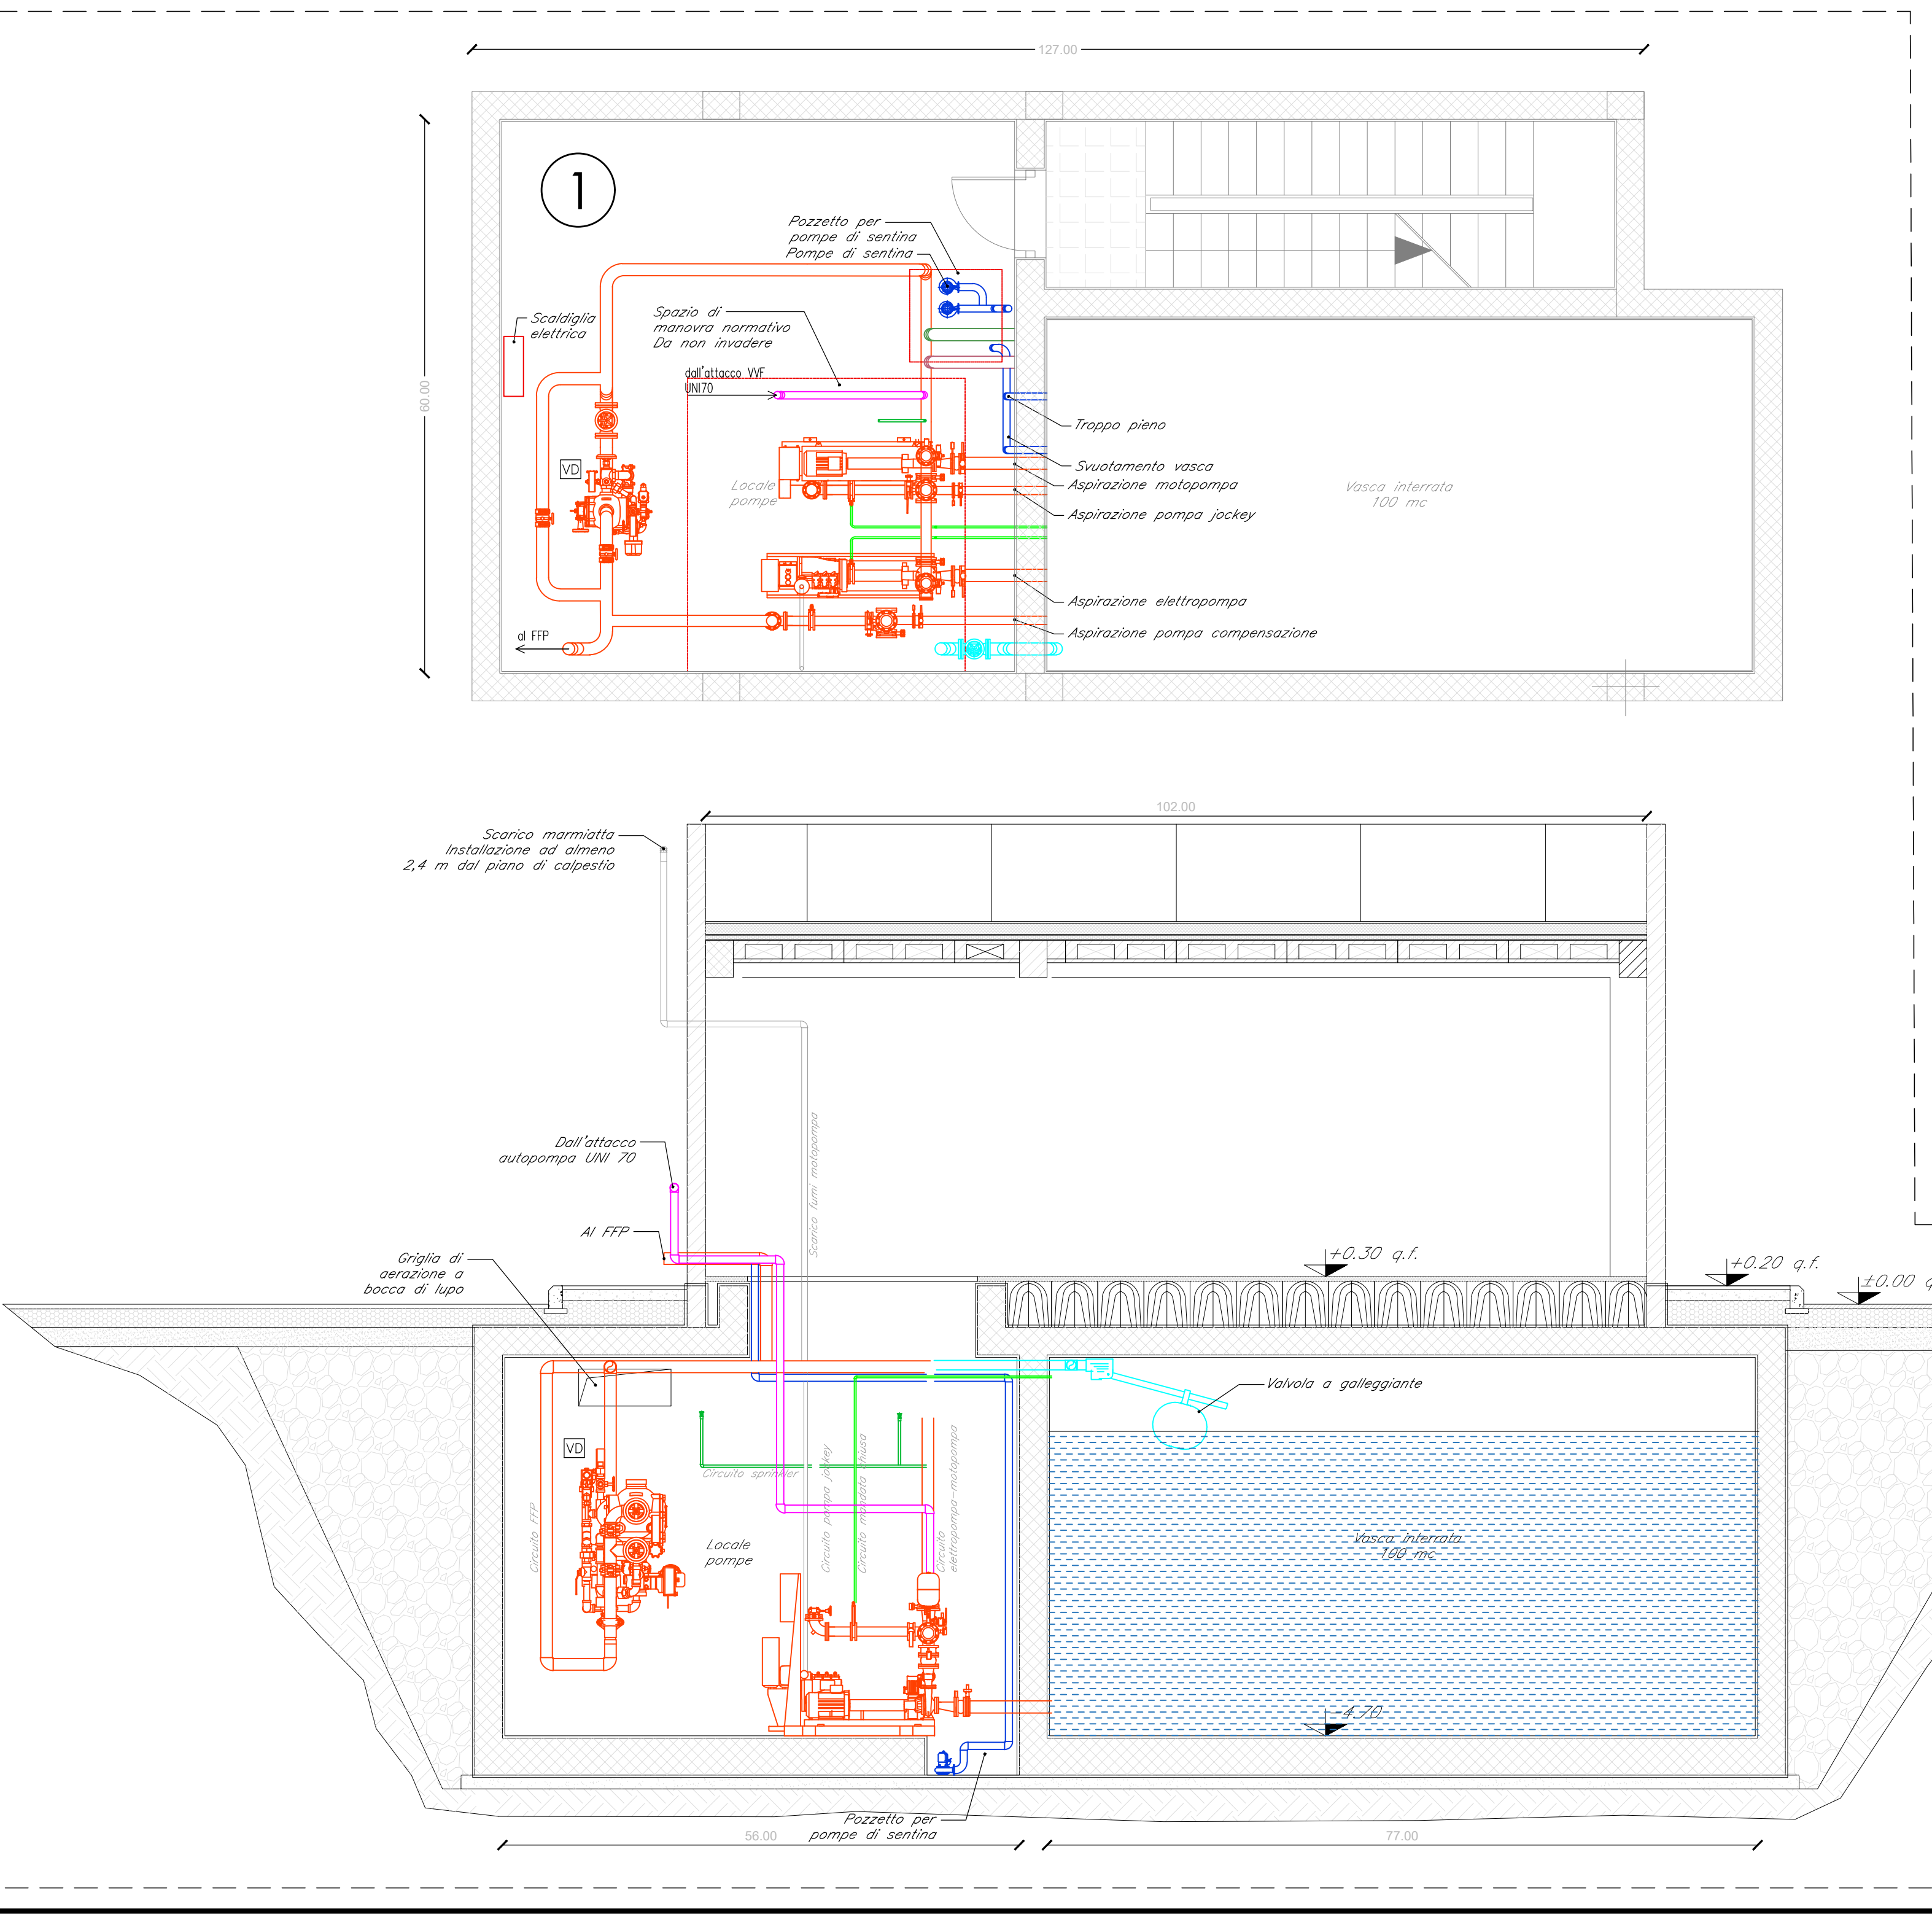 127.00
60.00
1
Pozzetto per
pompe di sentina
Pompe di sentina
Scaldiglia
elettrica
Spazio di
manovra normativo
Da non invadere
dall'attacco VVF
UNI70
VD
Locale
pompe
al FFP
Troppo pieno
Svuotamento vasca
Aspirazione motopompa
Aspirazione pompa jockey
Aspirazione elettropompa
Aspirazione pompa compensazione
Vasca interrata
100 mc
102.00
Scarico marmiatta
Installazione ad almeno
2,4 m dal piano di calpestio
Scarico fumi motopompa
Dall'attacco
autopompa UNI 70
Al FFP
Griglia di
aerazione a
bocca di lupo
+0.30 q.f.
+0.20 q.f.
±0.00 q
Valvola a galleggiante
VD
Circuito sprinkler
Circuito FFP
Locale
pompe
Circuito pompa jockey
Circuito mandata chiusa
Circuito
elettropompa-motopompa
Vasca interrata
100 mc
-4.70
Pozzetto per
pompe di sentina
56.00
77.00